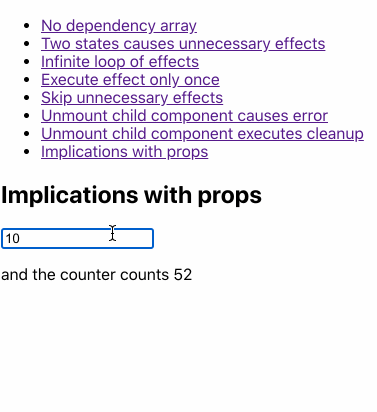 No dependency array
Two states causes unnecessary effects
Infinite loop of effects
Execute effect only once
Skip unnecessary effects
Unmount child component causes error
Unmount child component executes cleanup
Implications with props
Implications with props
10
and the counter counts 52